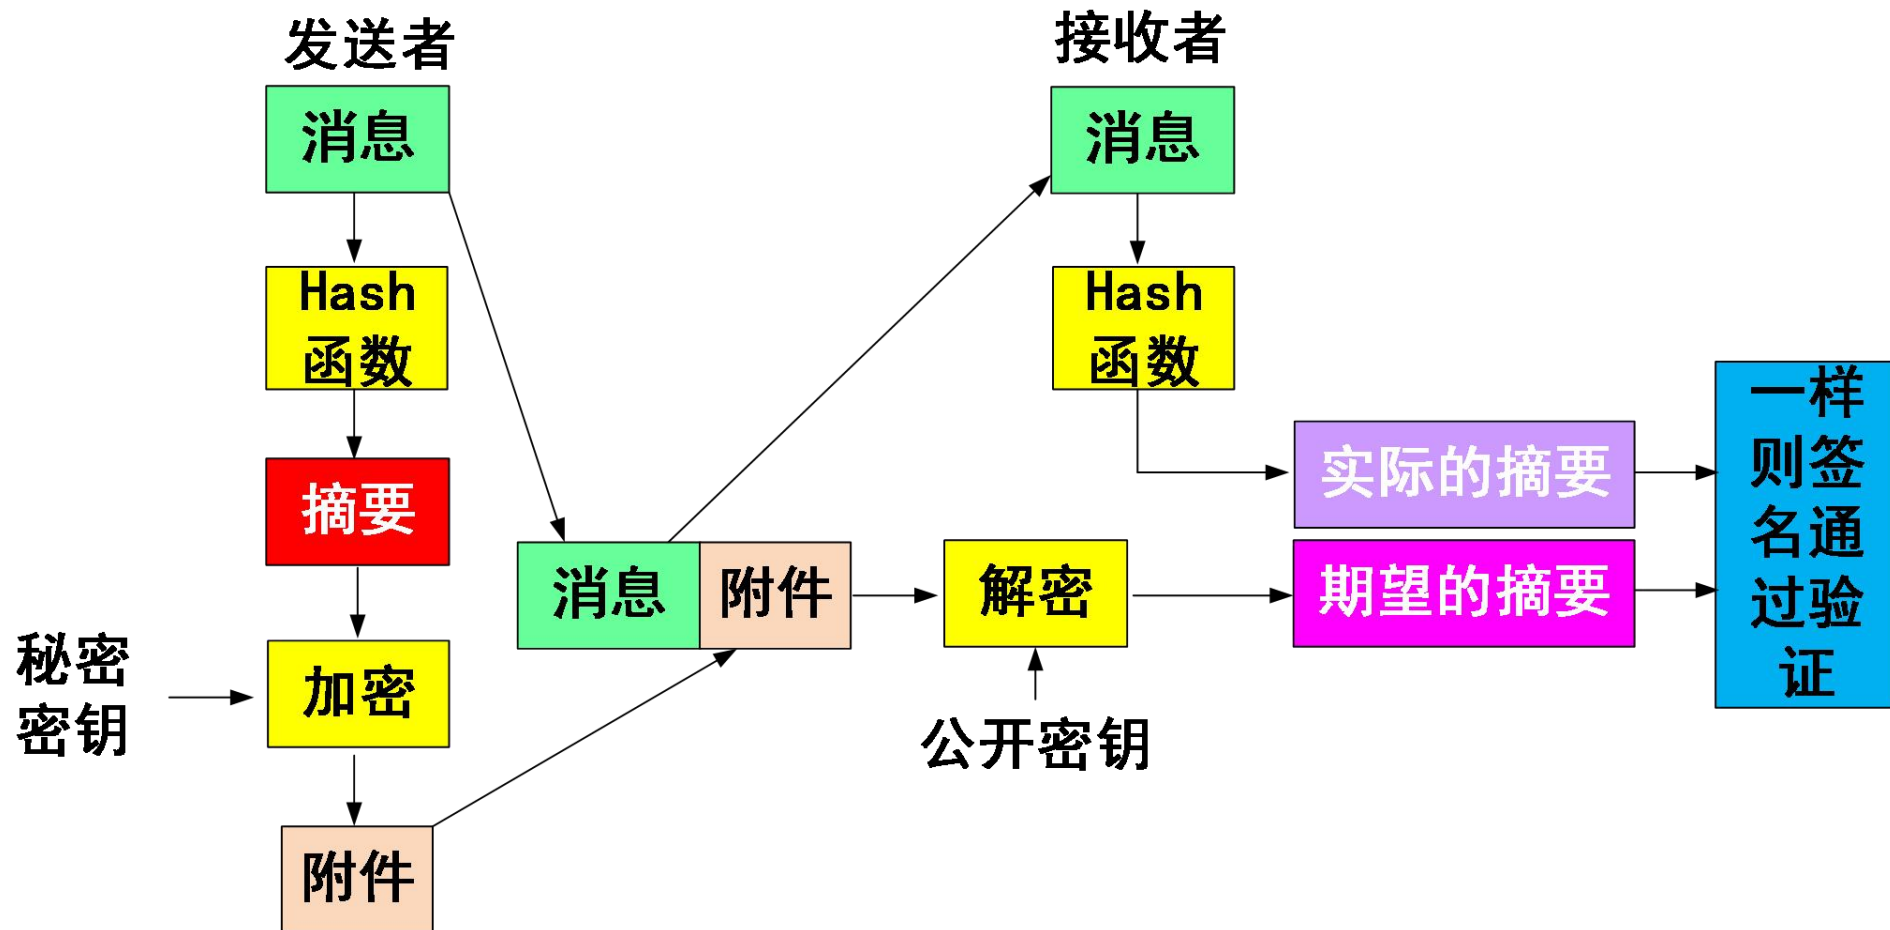 发送者
消息
Hash
函数
摘要
秘密
密钥
加密
附件
消息
附件
接收者
消息
Hash
函数
解密
公开密钥
实际的摘要
期望的摘要
一样
则签
名通
过验
证